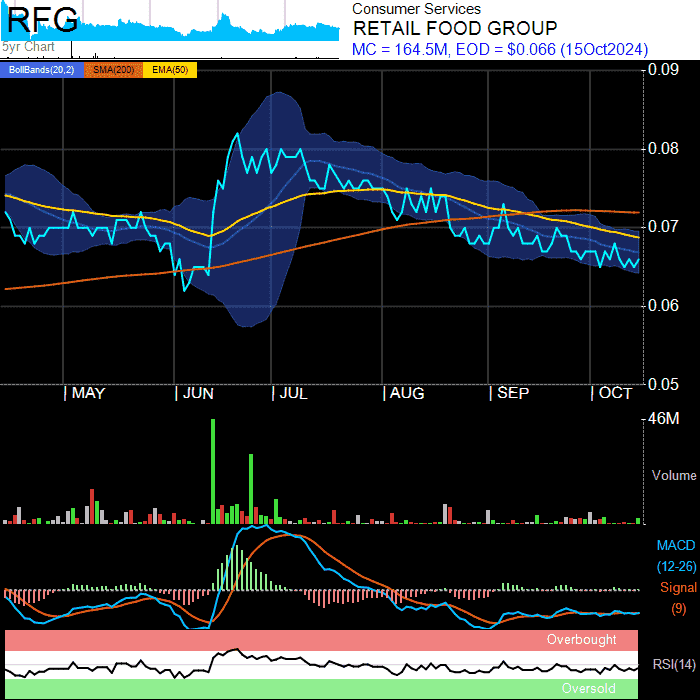 RFG
5yr Chart
Consumer Services
RETAIL FOOD GROUP
MC = 164.5M, EOD = $0.066 (15Oct2024)
BollBands(20,2) SMA(200) EMA(50)
0.09
0.08
0.07
0.06
0.05
MAY JUN JUL AUG SEP OCT
46M
Volume
MACD
(12-26)
Signal
(9)
Overbought
RSI(14)
Oversold